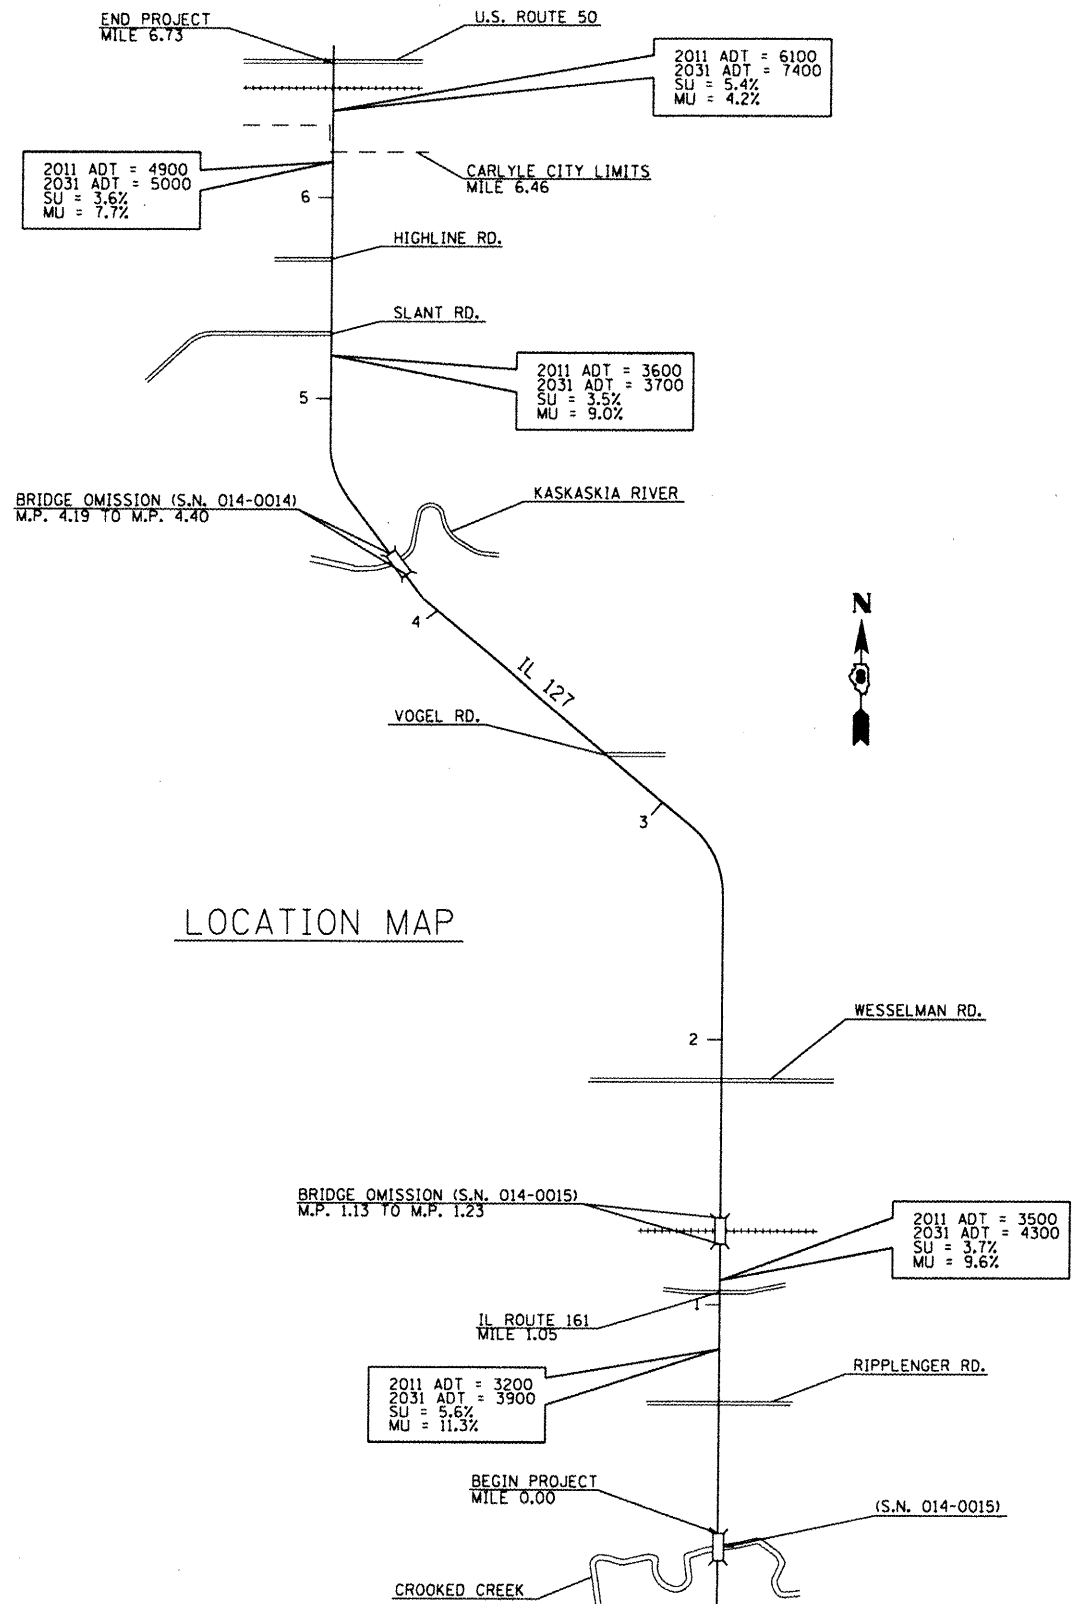 END PROJECT
MILE 6.73
U.S. ROUTE 50
2011 ADT = 6100
2031 ADT = 7400
SU = 5.4%
MU = 4.2%
2011 ADT = 4900
2031 ADT = 5000
SU = 3.6%
MU = 7.7%
CARLYLE CITY LIMITS
MILE 6.46
6
HIGHLINE RD.
SLANT RD.
2011 ADT = 3600
2031 ADT = 3700
SU = 3.5%
MU = 9.0%
5
BRIDGE OMISSION (S.N. 014-0014)
M.P. 4.19 TO M.P. 4.40
KASKASKIA RIVER
N
4
IL 127
VOGEL RD.
3
LOCATION MAP
WESSELMAN RD.
2
BRIDGE OMISSION (S.N. 014-0015)
M.P. 1.13 TO M.P. 1.23
2011 ADT = 3500
2031 ADT = 4300
SU = 3.7%
MU = 9.6%
1
IL ROUTE 161
MILE 1.05
RIPPLENGER RD.
2011 ADT = 3200
2031 ADT = 3900
SU = 5.6%
MU = 11.3%
BEGIN PROJECT
MILE 0.00
(S.N. 014-0015)
CROOKED CREEK